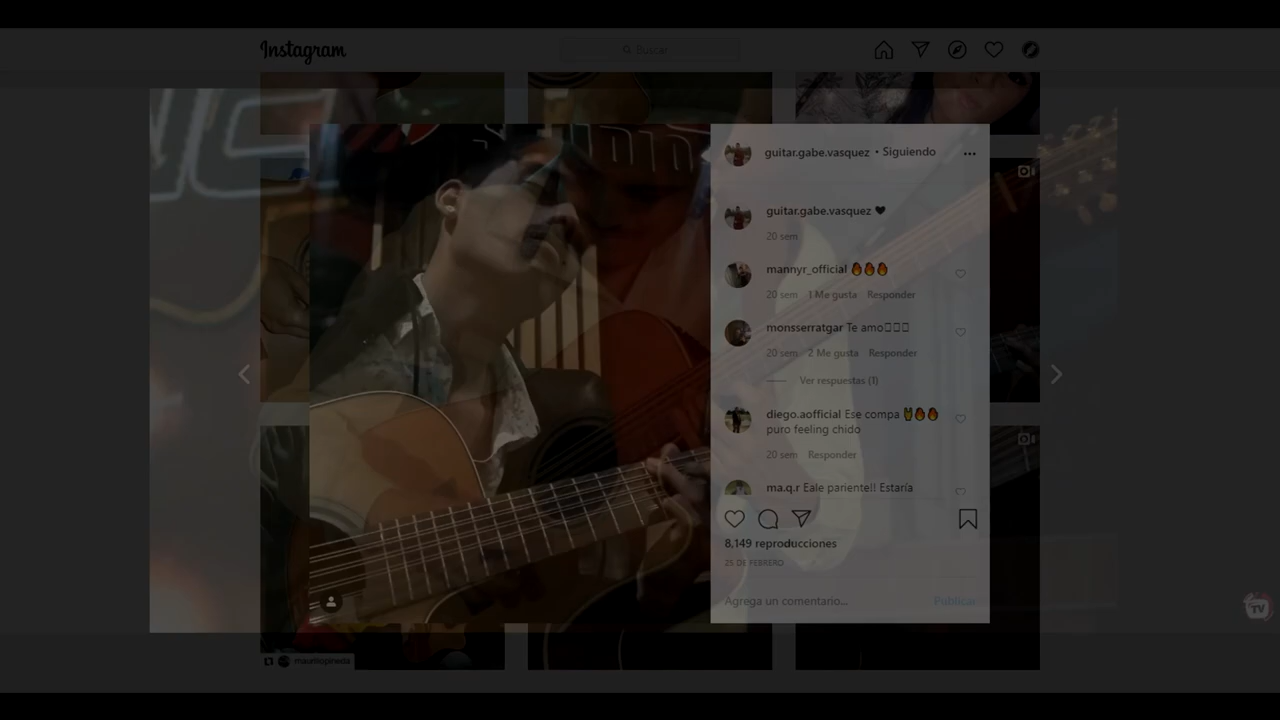 Instagram
Buscar
guitar.gabe.vasquez • Siguiendo
guitar.gabe.vasquez 🖤
20 sem
mannyr_official 🔥🔥🔥
20 sem 1 Me gusta Responder
monsserratgar Te amo
20 sem 2 Me gusta Responder
Ver respuestas (1)
diego.aofficial Ese compa 🤘🔥🔥
puro feeling chido
20 sem Responder
ma.q.r Eale pariente!! Estaría
8,149 reproducciones
25 DE FEBRERO
Agrega un comentario...
Publicar
mauriliopineda
TV